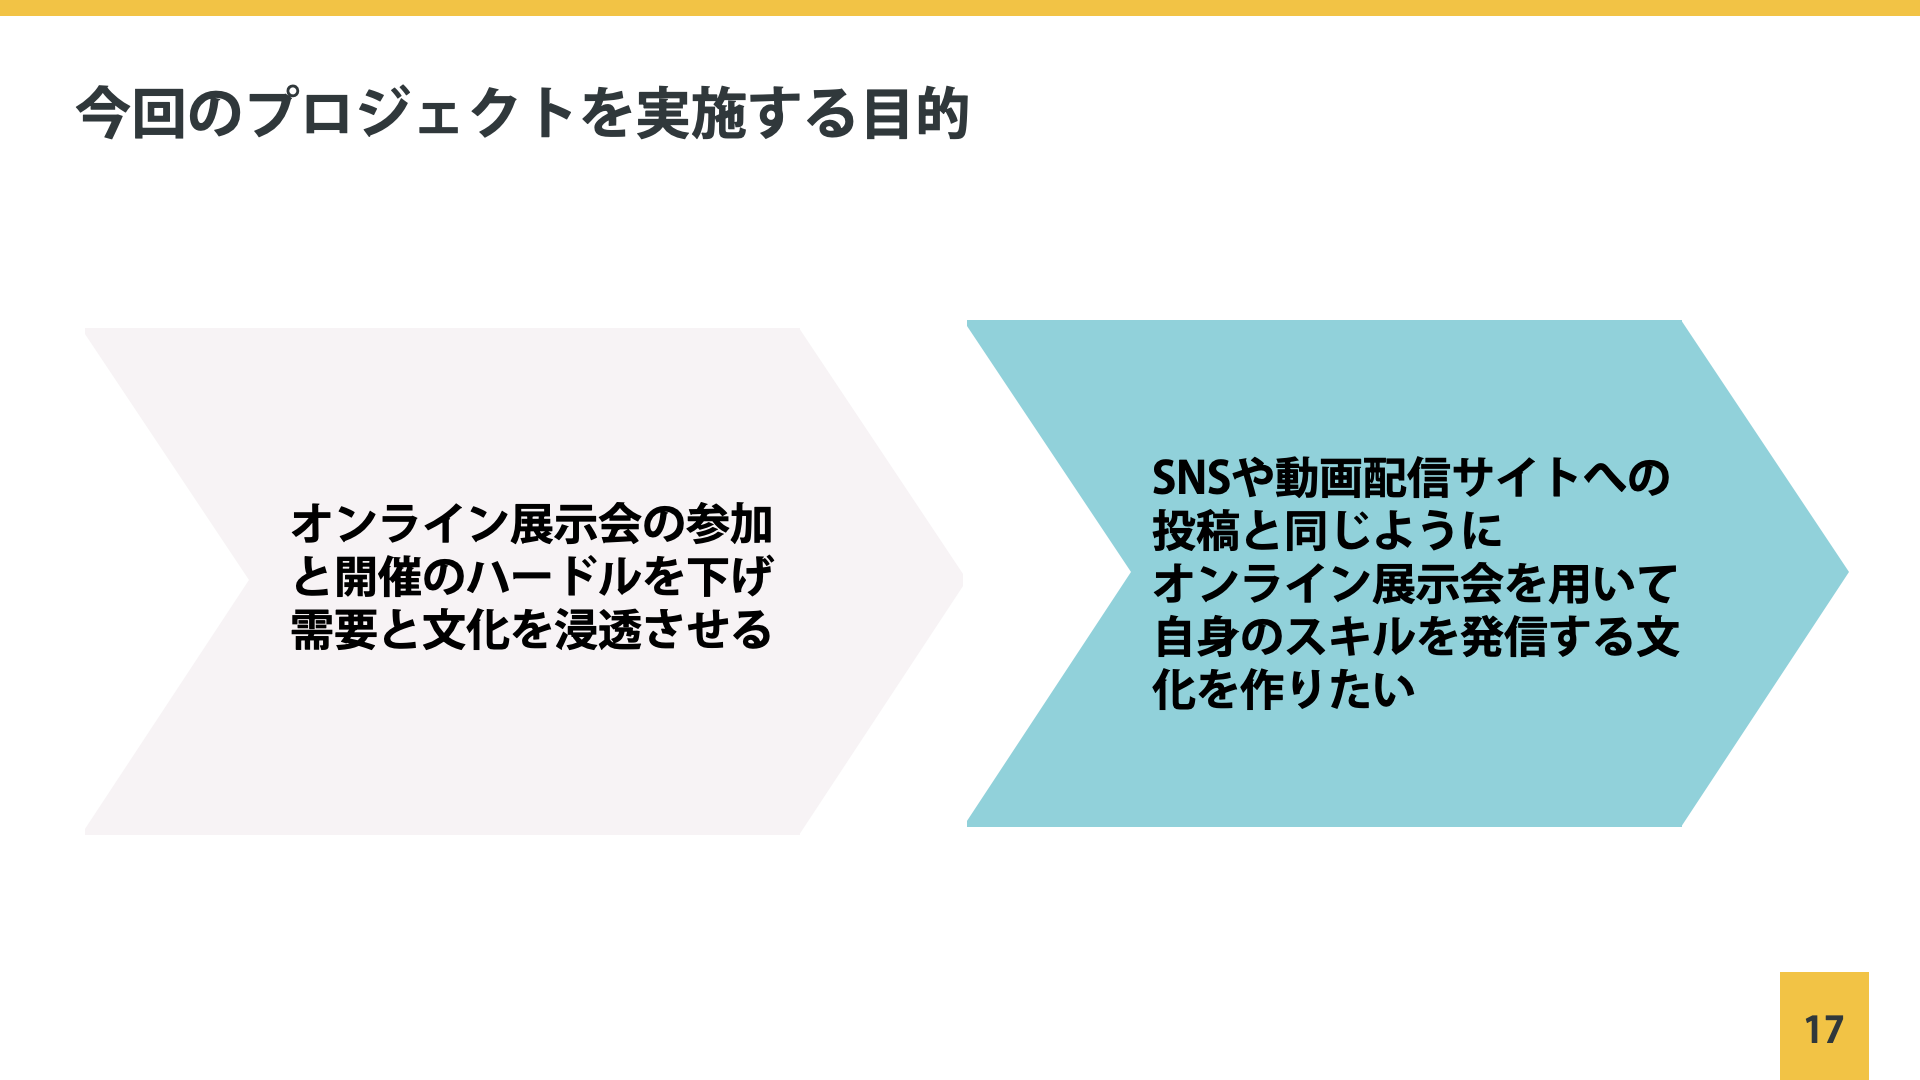 今回のプロジェクトを実施する目的
オンライン展示会の参加
と開催のハードルを下げ
需要と文化を浸透させる
SNSや動画配信サイトへの
投稿と同じように
オンライン展示会を用いて
自身のスキルを発信する文
化を作りたい
17